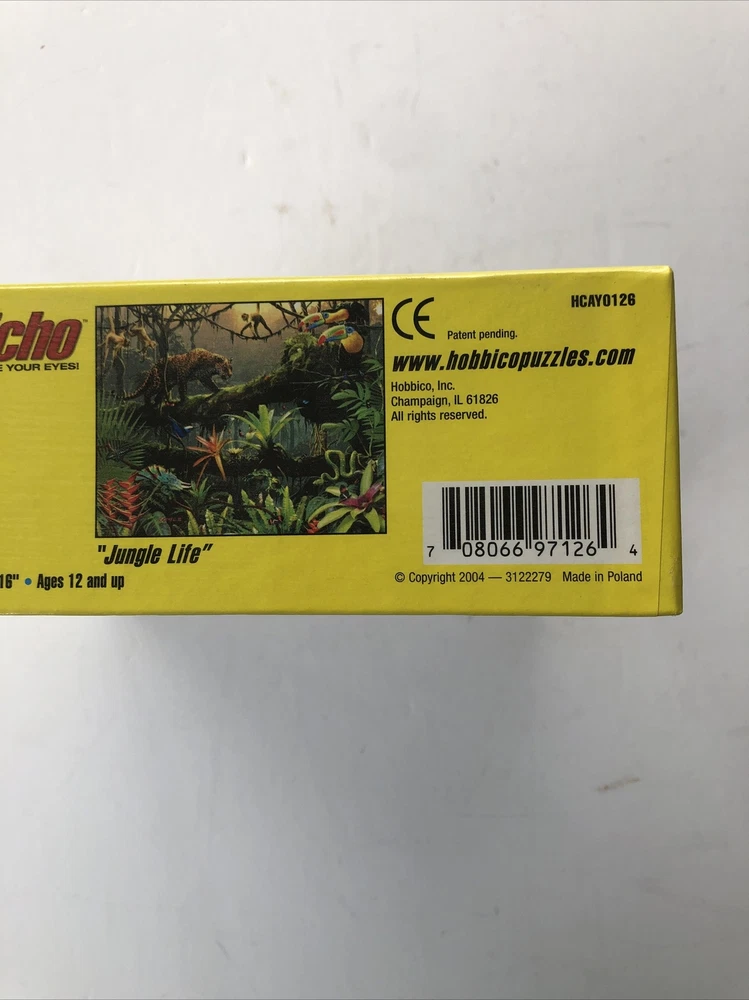 cho™
E YOUR EYES!
"Jungle Life"
16" • Ages 12 and up
CE
Patent pending.
HCAY0126
www.hobbicopuzzles.com
Hobbico, Inc.
Champaign, IL 61826
All rights reserved.
7 08066 97126 4
© Copyright 2004 — 3122279 Made in Poland